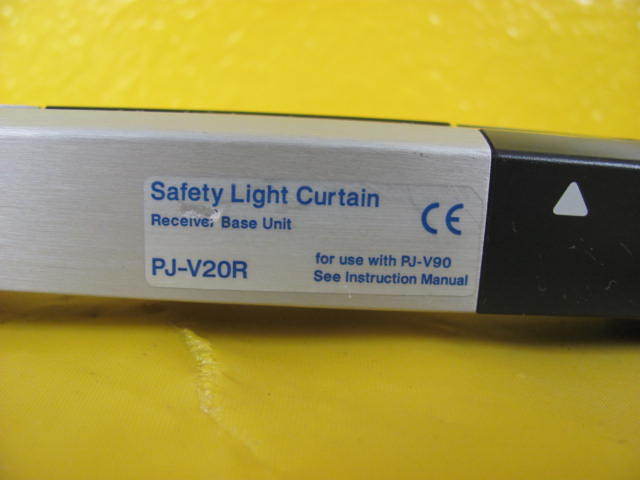 Safety Light Curtain
Receiver Base Unit
CE
PJ-V20R
for use with PJ-V90
See Instruction Manual